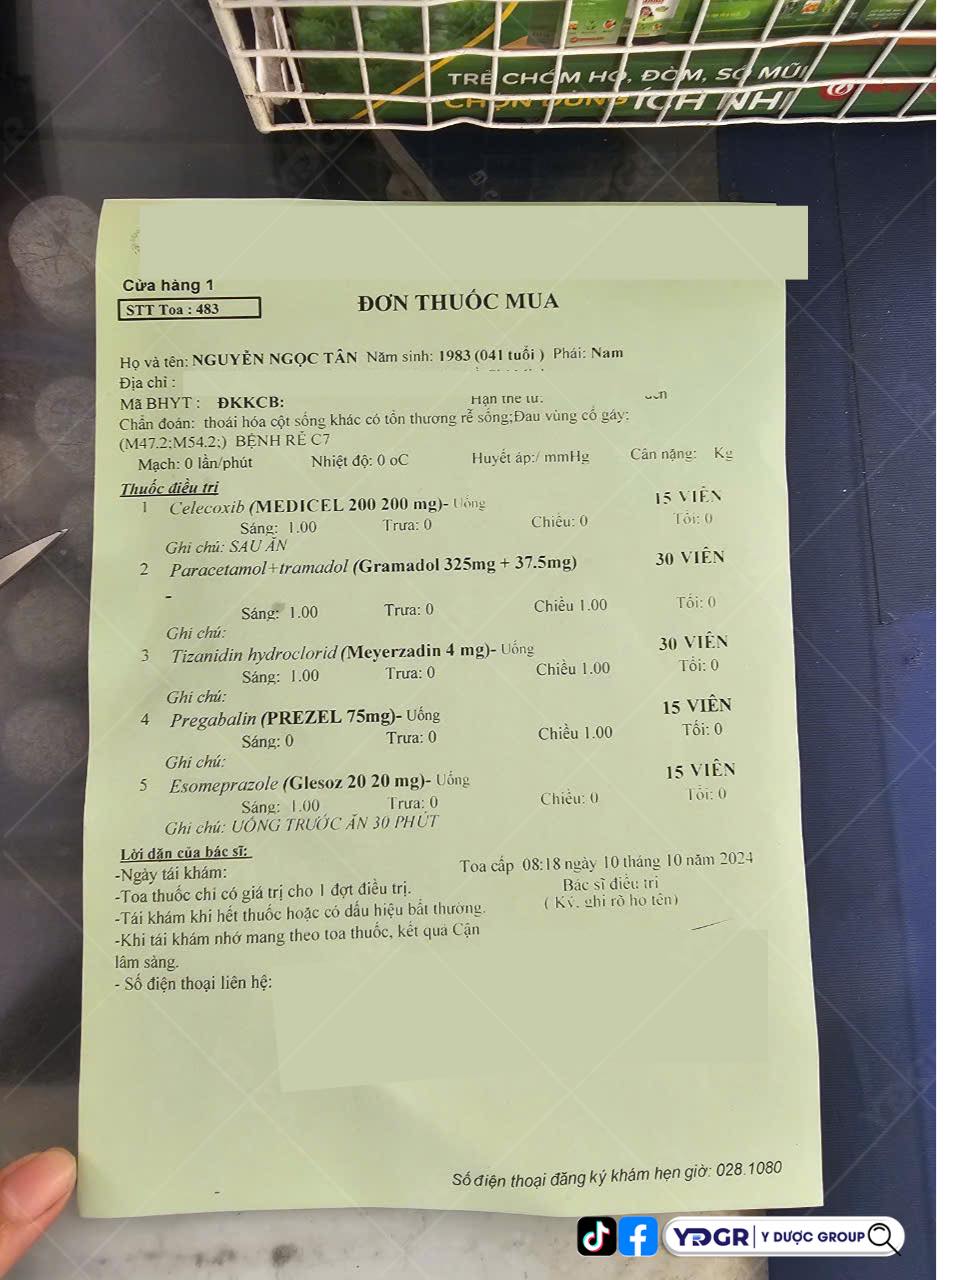 TRẺ CHỚM HO, ĐỜM, SỔ MŨI
CHỌN DÙNG ÍCH NHI
Cửa hàng 1
STT Toa : 483
ĐƠN THUỐC MUA
Họ và tên: NGUYỄN NGỌC TÂN Năm sinh: 1983 (041 tuổi ) Phái: Nam
Địa chỉ :
Mã BHYT : ĐKKCB: Hạn thẻ từ:
Chẩn đoán: thoái hóa cột sống khác có tổn thương rễ sống;Đau vùng cổ gáy;
(M47.2;M54.2;) BỆNH RỄ C7
Mạch: 0 lần/phút Nhiệt độ: 0 oC Huyết áp:/ mmHg Cân nặng: Kg
Thuốc điều trị
1 Celecoxib (MEDICEL 200 200 mg)- Uống 15 VIÊN
Sáng: 1.00 Trưa: 0 Chiều: 0 Tối: 0
Ghi chú: SAU ĂN
2 Paracetamol+tramadol (Gramadol 325mg + 37.5mg) 30 VIÊN
-
Sáng: 1.00 Trưa: 0 Chiều 1.00 Tối: 0
Ghi chú:
3 Tizanidin hydroclorid (Meyerzadin 4 mg)- Uống 30 VIÊN
Sáng: 1.00 Trưa: 0 Chiều 1.00 Tối: 0
Ghi chú:
4 Pregabalin (PREZEL 75mg)- Uống 15 VIÊN
Sáng: 0 Trưa: 0 Chiều 1.00 Tối: 0
Ghi chú:
5 Esomeprazole (Glesoz 20 20 mg)- Uống 15 VIÊN
Sáng: 1.00 Trưa: 0 Chiều: 0 Tối: 0
Ghi chú: UỐNG TRƯỚC ĂN 30 PHÚT
Lời dặn của bác sĩ:
-Ngày tái khám: Toa cấp 08:18 ngày 10 tháng 10 năm 2024
-Toa thuốc chỉ có giá trị cho 1 đợt điều trị. Bác sĩ điều trị
-Tái khám khi hết thuốc hoặc có dấu hiệu bất thường. ( Ký, ghi rõ họ tên)
-Khi tái khám nhớ mang theo toa thuốc, kết quả Cận
lâm sàng.
- Số điện thoại liên hệ:
Số điện thoại đăng ký khám hẹn giờ: 028.1080
YDGR | Y DƯỢC GROUP